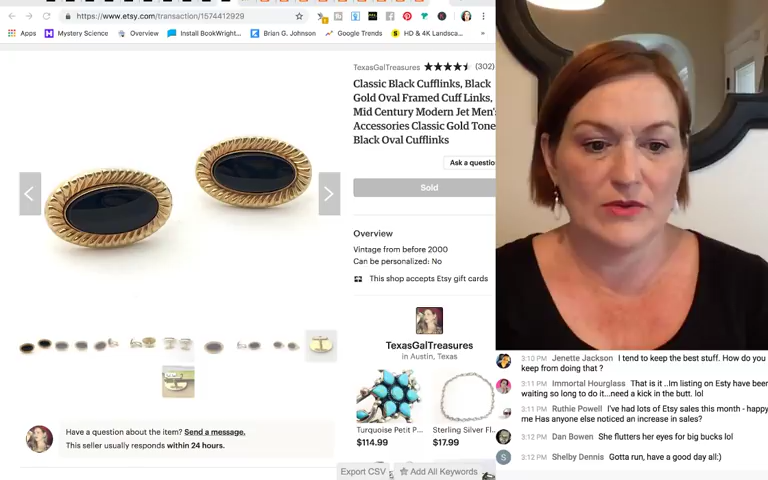 https://www.etsy.com/transaction/1574412929
Apps
Mystery Science
Overview
Install BookWright...
Brian G. Johnson
Google Trends
HD & 4K Landsca...
TexasGalTreasures
(302)
Classic Black Cufflinks, Black
Gold Oval Framed Cuff Links,
Mid Century Modern Jet Men's
Accessories Classic Gold Tone
Black Oval Cufflinks
Ask a questio
Sold
Overview
Vintage from before 2000
Can be personalized: No
This shop accepts Etsy gift cards
TexasGalTreasures
in Austin, Texas
Turquoise Petit P...
$114.99
Sterling Silver Fl...
$17.99
Have a question about the item? Send a message.
This seller usually responds within 24 hours.
Export CSV
Add All Keywords
3:10 PM Jenette Jackson I tend to keep the best stuff. How do you
keep from doing that ?
3:11 PM Immortal Hourglass That is it ..Im listing on Esty have been
waiting so long to do it...need a kick in the butt. lol
3:11 PM Ruthie Powell I've had lots of Etsy sales this month - happy
me Has anyone else noticed an increase in sales?
3:12 PM Dan Bowen She flutters her eyes for big bucks lol
S 3:12 PM Shelby Dennis Gotta run, have a good day all:)